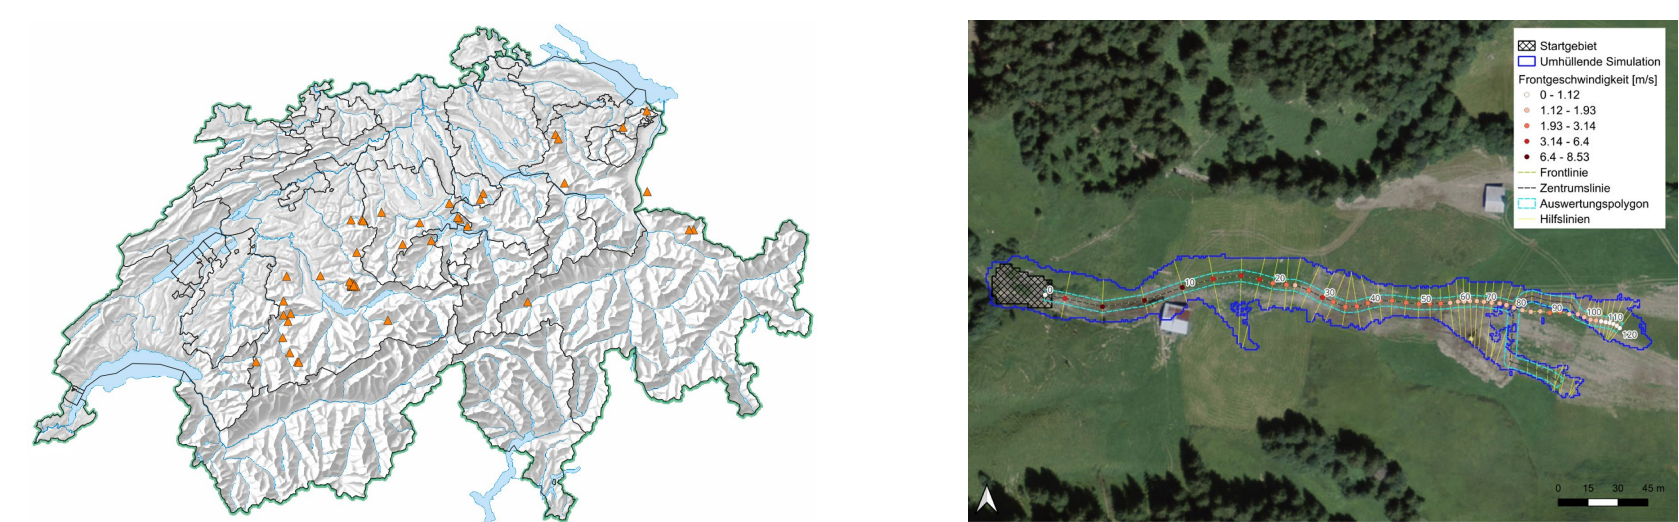 Startgebiet
Umhüllende Simulation
Frontgeschwindigkeit [m/s]
0 - 1.12
1.12 - 1.93
1.93 - 3.14
3.14 - 6.4
6.4 - 8.53
Frontlinie
Zentrumslinie
Auswertungspolygon
Hilfslinien
0
10
20
30
40
50
60
70
80
90
100
110
120
0 15 30 45 m